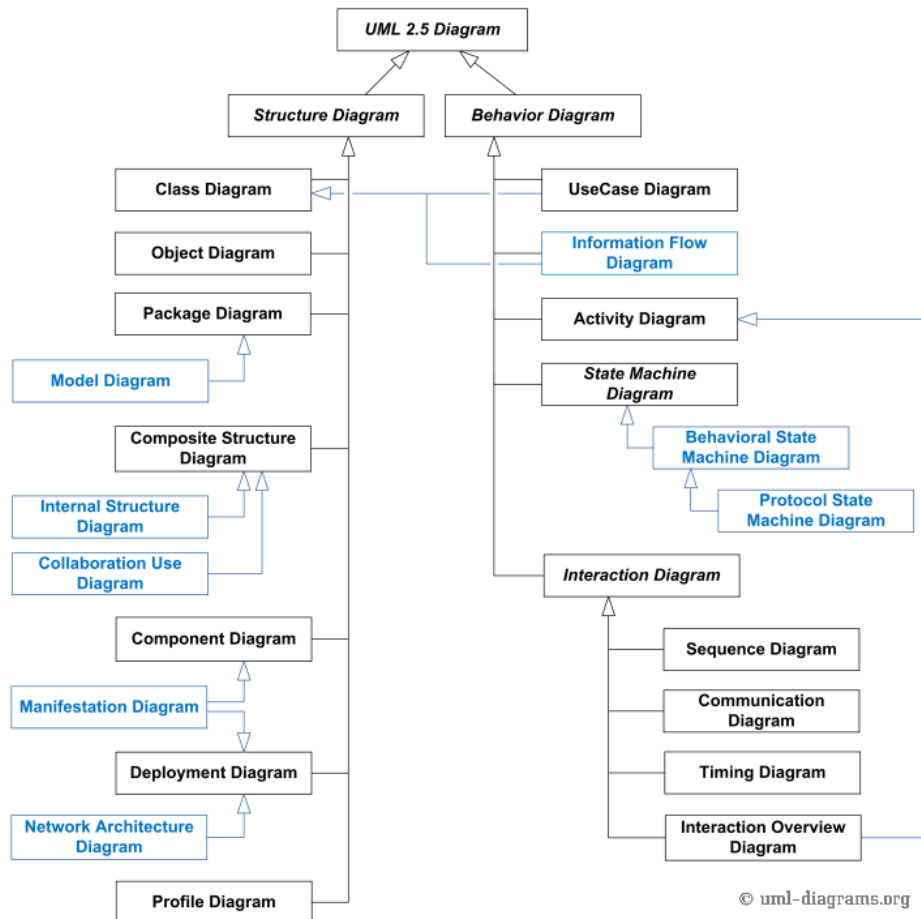 UML 2.5 Diagram
Structure Diagram
Behavior Diagram
Class Diagram
UseCase Diagram
Object Diagram
Information Flow
Diagram
Package Diagram
Activity Diagram
Model Diagram
State Machine
Diagram
Composite Structure
Diagram
Behavioral State
Machine Diagram
Internal Structure
Diagram
Protocol State
Machine Diagram
Collaboration Use
Diagram
Interaction Diagram
Component Diagram
Sequence Diagram
Manifestation Diagram
Communication
Diagram
Deployment Diagram
Timing Diagram
Network Architecture
Diagram
Interaction Overview
Diagram
Profile Diagram
© uml-diagrams.org